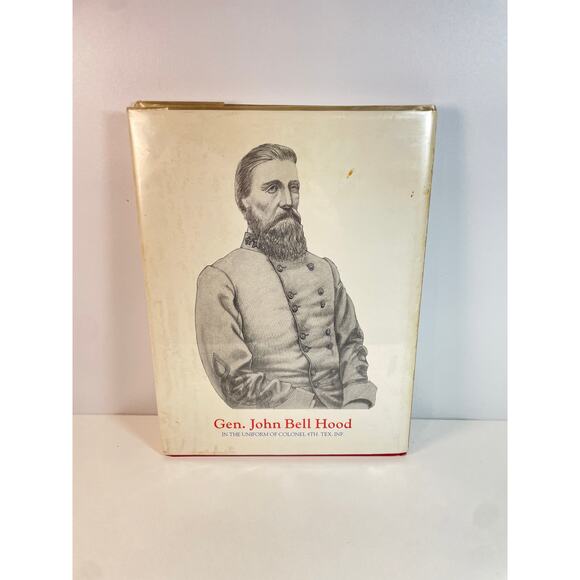 Gen. John Bell Hood
IN THE UNIFORM OF COLONEL 4TH. TEX. INF.